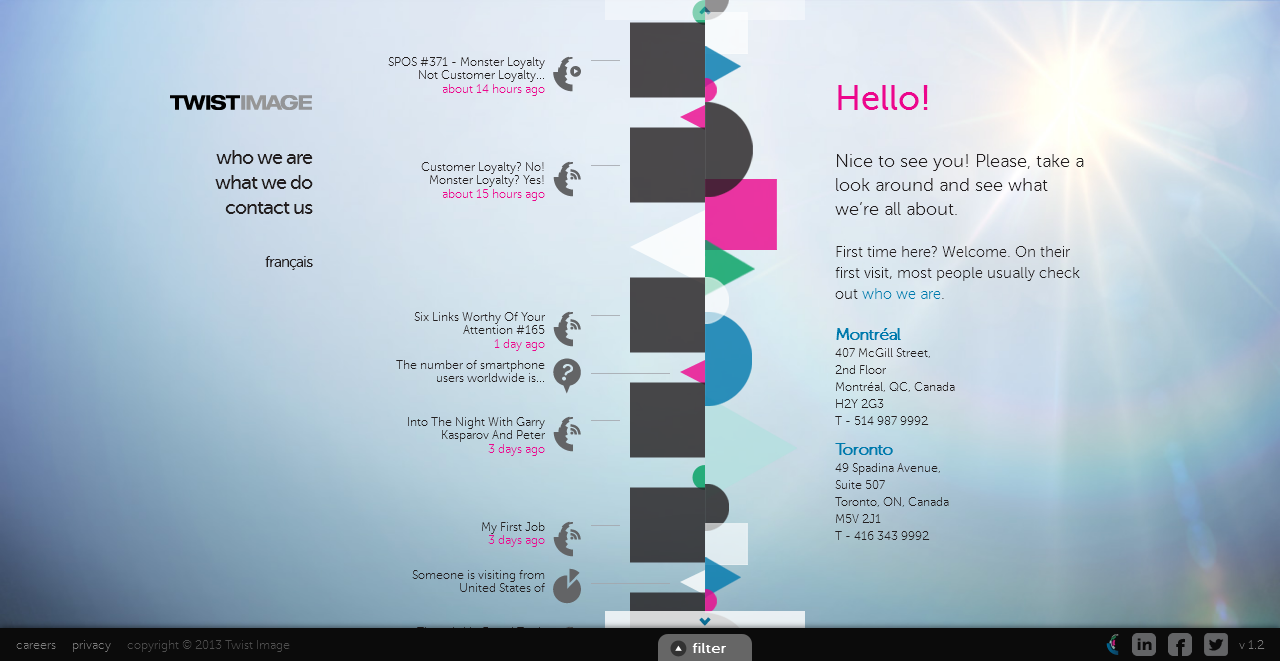 TWISTIMAGE
who we are
what we do
contact us
français
SPOS #371 - Monster Loyalty
Not Customer Loyalty...
about 14 hours ago
Customer Loyalty? No!
Monster Loyalty? Yes!
about 15 hours ago
Six Links Worthy Of Your
Attention #165
1 day ago
The number of smartphone
users worldwide is...
?
Into The Night With Garry
Kasparov And Peter
3 days ago
My First Job
3 days ago
Someone is visiting from
United States of
Hello!
Nice to see you! Please, take a
look around and see what
we’re all about.
First time here? Welcome. On their
first visit, most people usually check
out who we are.
Montréal
407 McGill Street,
2nd Floor
Montréal, QC, Canada
H2Y 2G3
T - 514 987 9992
Toronto
49 Spadina Avenue,
Suite 507
Toronto, ON, Canada
M5V 2J1
T - 416 343 9992
careers privacy copyright © 2013 Twist Image
filter
in f v 1.2